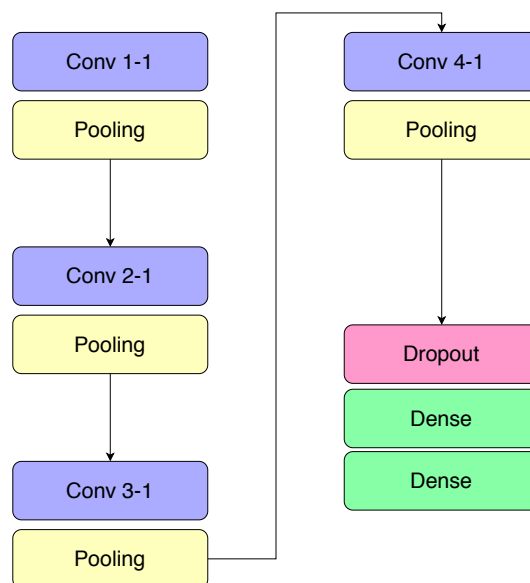 Conv 1-1
Pooling
Conv 2-1
Pooling
Conv 3-1
Pooling
Conv 4-1
Pooling
Dropout
Dense
Dense